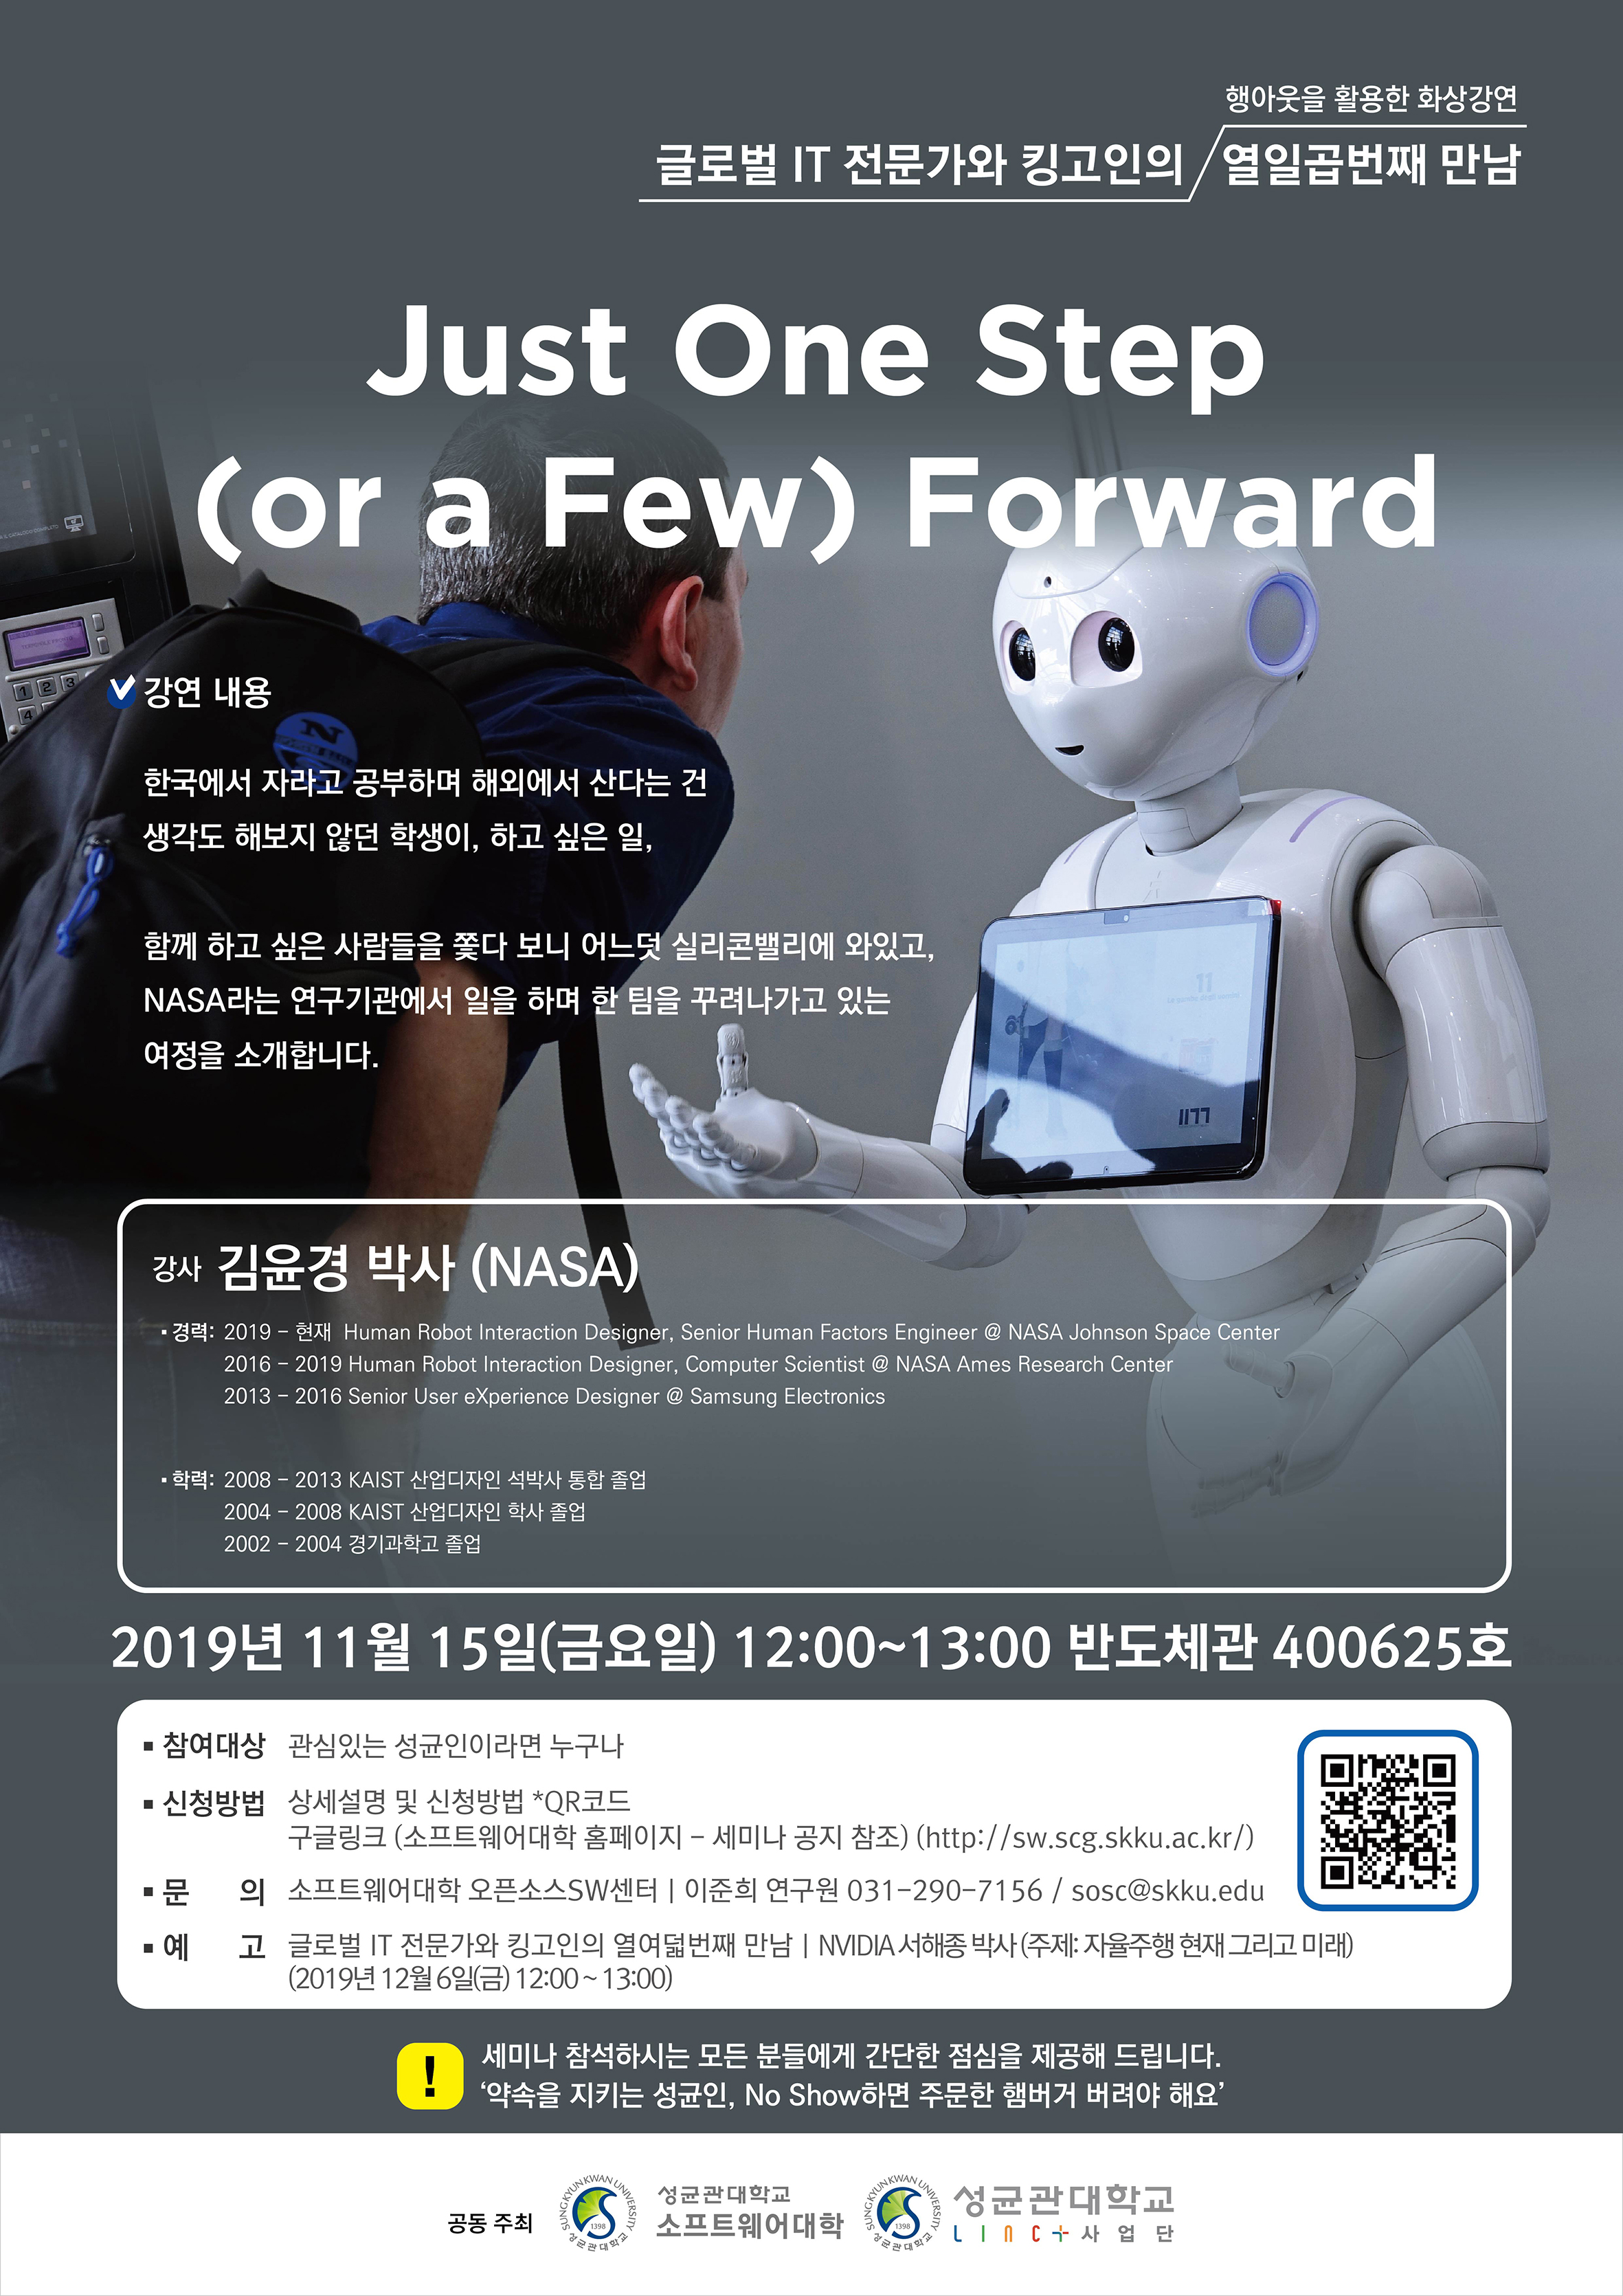 행아웃을 활용한 화상강연
글로벌 IT 전문가와 킹고인의 열일곱번째 만남
Just One Step
(or a Few) Forward
강연 내용
한국에서 자라고 공부하며 해외에서 산다는 건
생각도 해보지 않던 학생이, 하고 싶은 일,
함께 하고 싶은 사람들을 쫓다 보니 어느덧 실리콘밸리에 와있고,
NASA라는 연구기관에서 일을 하며 한 팀을 꾸려나가고 있는
여정을 소개합니다.
강사 김윤경 박사 (NASA)
▪ 경력: 2019 - 현재 Human Robot Interaction Designer, Senior Human Factors Engineer @ NASA Johnson Space Center
2016 - 2019 Human Robot Interaction Designer, Computer Scientist @ NASA Ames Research Center
2013 - 2016 Senior User eXperience Designer @ Samsung Electronics
▪ 학력: 2008 - 2013 KAIST 산업디자인 석박사 통합 졸업
2004 - 2008 KAIST 산업디자인 학사 졸업
2002 - 2004 경기과학고 졸업
2019년 11월 15일(금요일) 12:00~13:00 반도체관 400625호
▪ 참여대상 관심있는 성균인이라면 누구나
▪ 신청방법 상세설명 및 신청방법 *QR코드
구글링크 (소프트웨어대학 홈페이지 - 세미나 공지 참조) (http://sw.scg.skku.ac.kr/)
▪ 문 의 소프트웨어대학 오픈소스SW센터 | 이준희 연구원 031-290-7156 / sosc@skku.edu
▪ 예 고 글로벌 IT 전문가와 킹고인의 열여덟번째 만남 | NVIDIA 서해종 박사 (주제: 자율주행 현재 그리고 미래)
(2019년 12월 6일(금) 12:00 ~ 13:00)
! 세미나 참석하시는 모든 분들에게 간단한 점심을 제공해 드립니다.
‘약속을 지키는 성균인, No Show하면 주문한 햄버거 버려야 해요’
공동 주최
SUNGKYUNKWAN UNIVERSITY
1398
성균관대학교
성균관대학교
소프트웨어대학
SUNGKYUNKWAN UNIVERSITY
1398
성균관대학교
성균관대학교
LINC+ 사업단